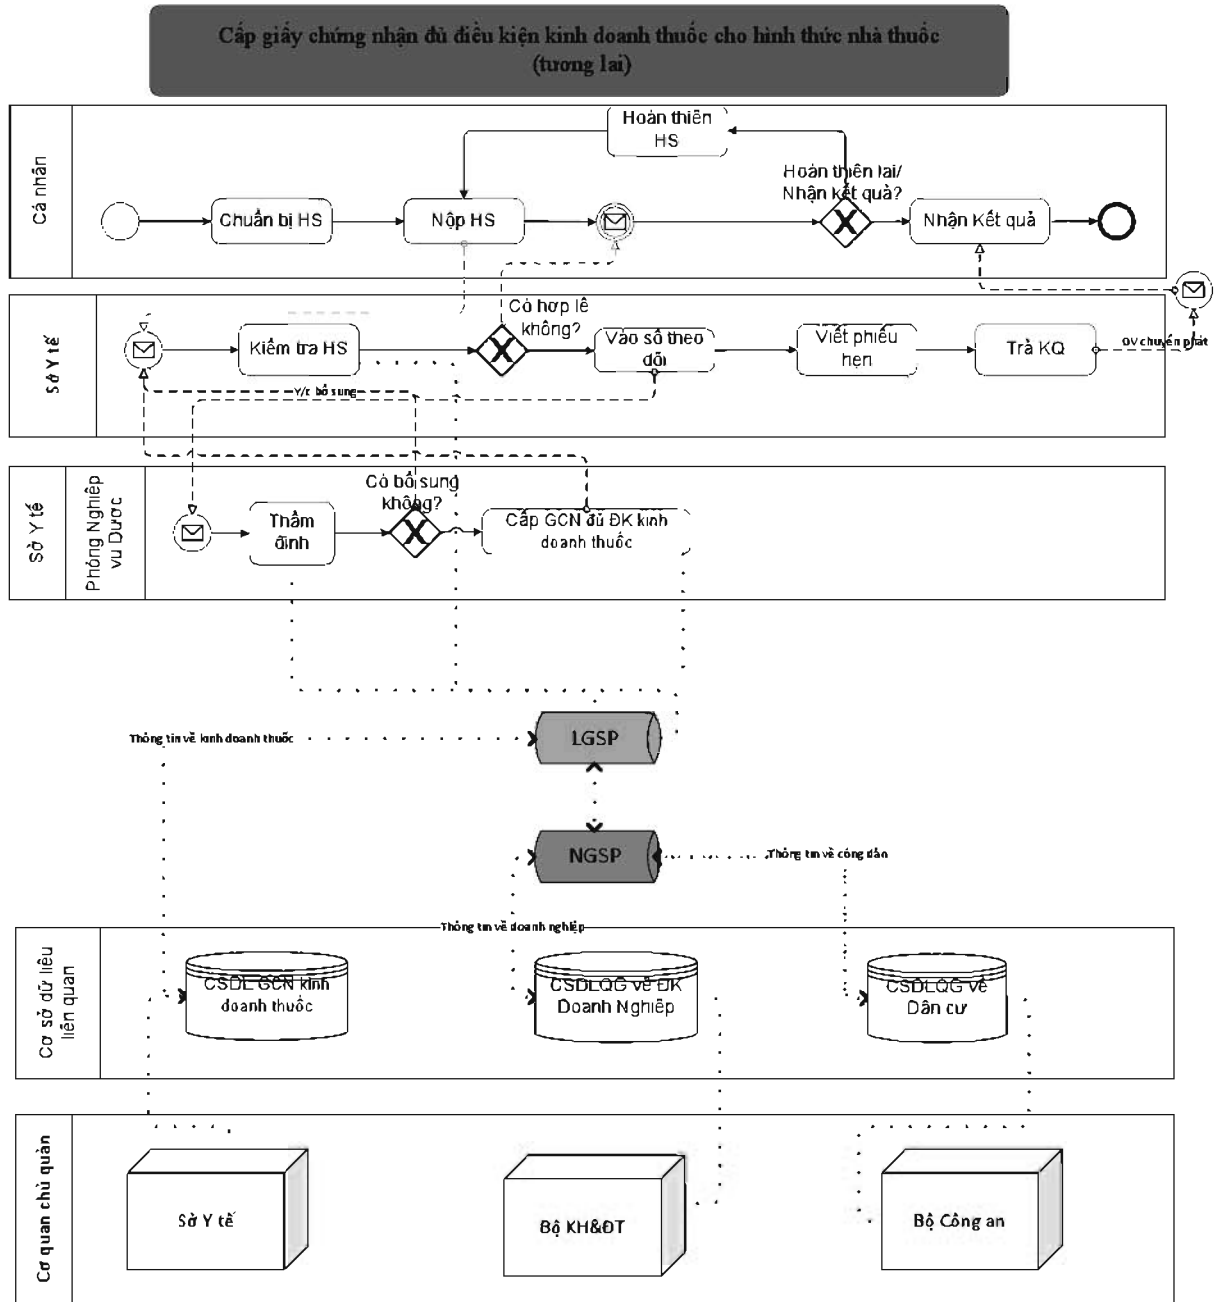 Cấp giấy chứng nhận đủ điều kiện kinh doanh thuốc cho hình thức nhà thuốc
(tương lai)
Cá nhân
Hoàn thiện
HS
Hoàn thiện lại/
Nhận kết quả?
Chuẩn bị HS
Nộp HS
Nhận Kết quả
Sở Y tế
Có hợp lệ
không?
Kiểm tra HS
Vào sổ theo
dõi
Viết phiếu
hẹn
Trả KQ
ĐV chuyển phát
Y/c bổ sung
Sở Y tế
Phòng Nghiệp
vụ Dược
Có bổ sung
không?
Thẩm
định
Cấp GCN đủ ĐK kinh
doanh thuốc
LGSP
Thông tin về kinh doanh thuốc
NGSP
Thông tin về công dân
Thông tin về doanh nghiệp
Cơ sở dữ liệu
liên quan
CSDL GCN kinh
doanh thuốc
CSDLQG về ĐK
Doanh Nghiệp
CSDLQG về
Dân cư
Cơ quan chủ quản
Sở Y tế
Bộ KH&ĐT
Bộ Công an